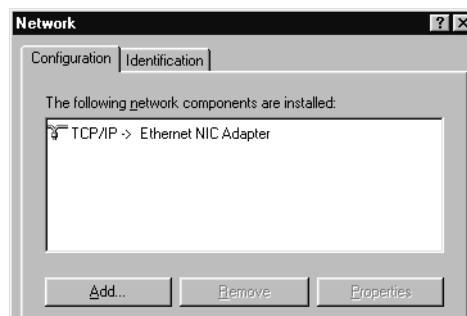 Network
Configuration Identification
The following network components are installed:
TCP/IP -> Ethernet NIC Adapter
Add... Remove Properties